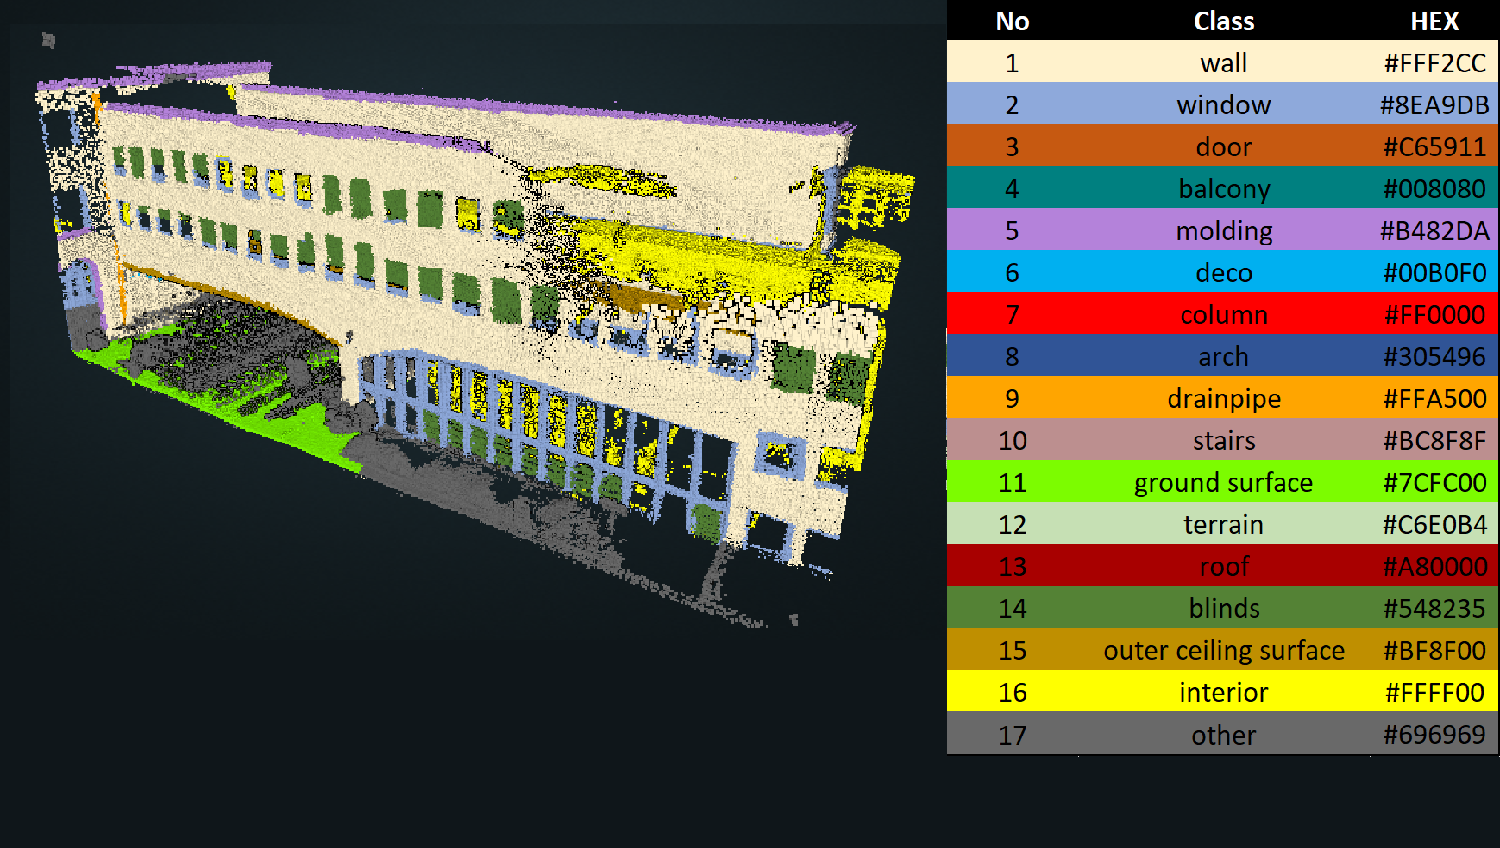 No Class HEX
1 wall #FFF2CC
2 window #8EA9DB
3 door #C65911
4 balcony #008080
5 molding #B482DA
6 deco #00B0F0
7 column #FF0000
8 arch #305496
9 drainpipe #FFA500
10 stairs #BC8F8F
11 ground surface #7CFC00
12 terrain #C6E0B4
13 roof #A80000
14 blinds #548235
15 outer ceiling surface #BF8F00
16 interior #FFFF00
17 other #696969